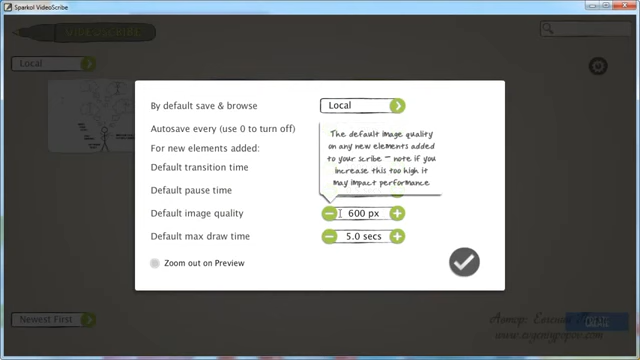 Sparkol VideoScribe
VIDEOSCRIBE
Local
By default save & browse
Local
Autosave every (use 0 to turn off)
For new elements added:
Default transition time
Default pause time
The default image quality
on any new elements added
to your scribe – note if you
increase this too high it
may impact performance
Default image quality
600 px
Default max draw time
5.0 secs
Zoom out on Preview
Newest First
CREATE
Автор: Евгений